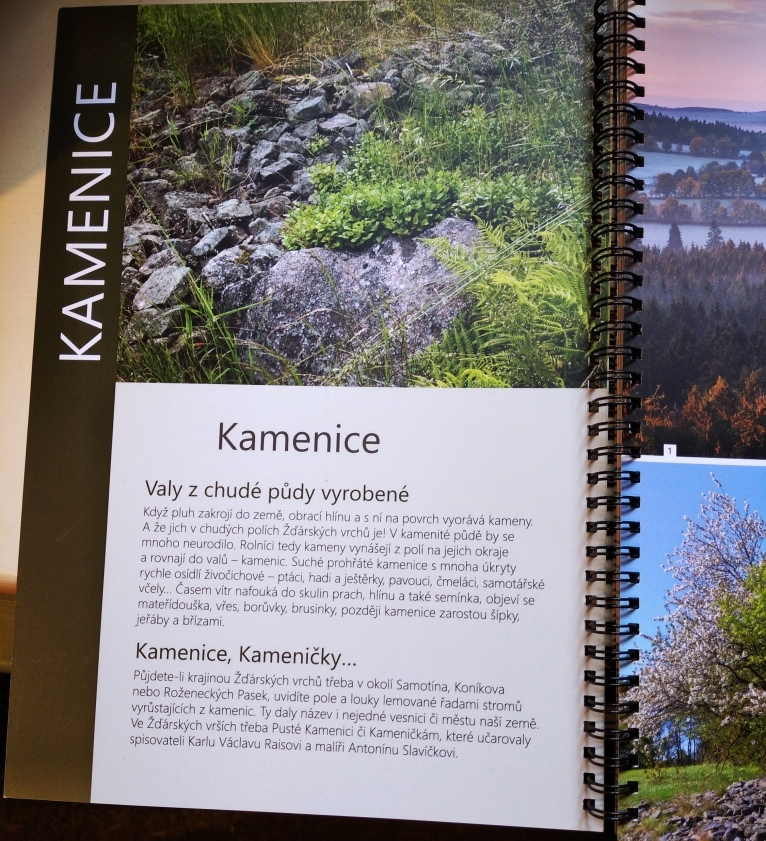 KAMENICE
Kamenice
Valy z chudé půdy vyrobené
Když pluh zakrojí do země, obrací hlínu a s ní na povrch vyorává kameny.
A že jich v chudých polích Žďárských vrchů je! V kamenité půdě by se
mnoho neurodilo. Rolníci tedy kameny vynášejí z polí na jejich okraje
a rovnají do valů – kamenic. Suché prohřáté kamenice s mnoha úkryty
rychle osídlí živočichové – ptáci, hadi a ještěrky, pavouci, čmeláci, samotářské
včely... Časem vítr nafouká do skulin prach, hlínu a také semínka, objeví se
mateřídouška, vřes, borůvky, brusinky, později kamenice zarostou šípky,
jeřáby a břízami.
Kamenice, Kameničky...
Půjdete-li krajinou Žďárských vrchů třeba v okolí Samotína, Koníkova
nebo Roženeckých Pasek, uvidíte pole a louky lemované řadami stromů
vyrůstajících z kamenic. Ty daly název i nejedné vesnici či městu naší země.
Ve Žďárských vrších třeba Pusté Kamenici či Kameničkám, které učarovaly
spisovateli Karlu Václavu Raisovi a malíři Antonínu Slavíčkovi.
1